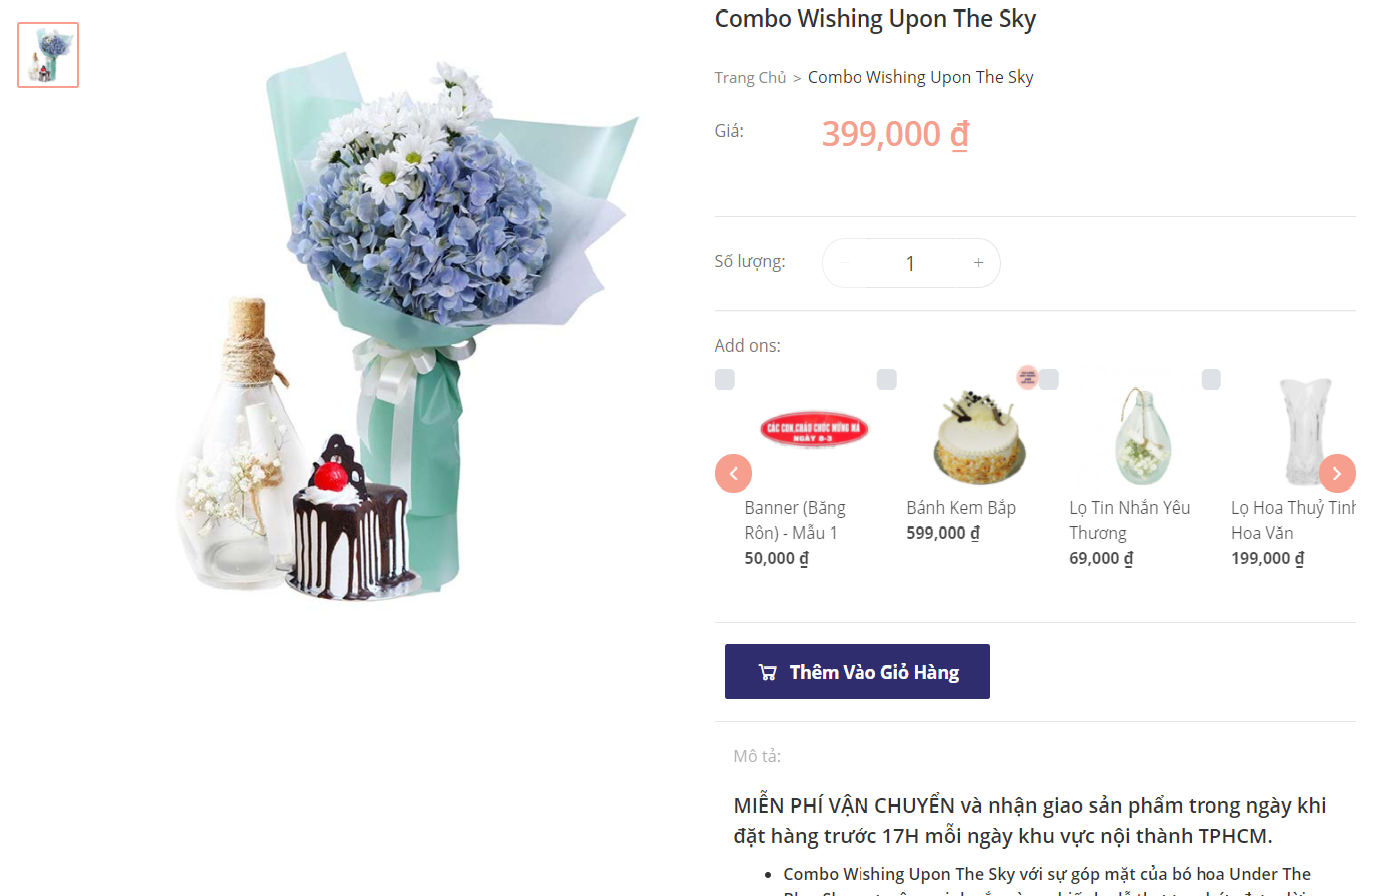 Combo Wishing Upon The Sky
Trang Chủ > Combo Wishing Upon The Sky
Giá:
399,000 ₫
Số lượng:
− 1 +
Add ons:
CÁC CON, CHÁU CHÚC MỪNG MÁ
NGÀY 8-3
Banner (Băng
Rôn) - Mẫu 1
50,000 ₫
Bánh Kem Bắp
599,000 ₫
Lọ Tin Nhắn Yêu
Thương
69,000 ₫
Lọ Hoa Thuỷ Tinh
Hoa Văn
199,000 ₫
Thêm Vào Giỏ Hàng
Mô tả:
MIỄN PHÍ VẬN CHUYỂN và nhận giao sản phẩm trong ngày khi
đặt hàng trước 17H mỗi ngày khu vực nội thành TPHCM.
• Combo Wishing Upon The Sky với sự góp mặt của bó hoa Under The